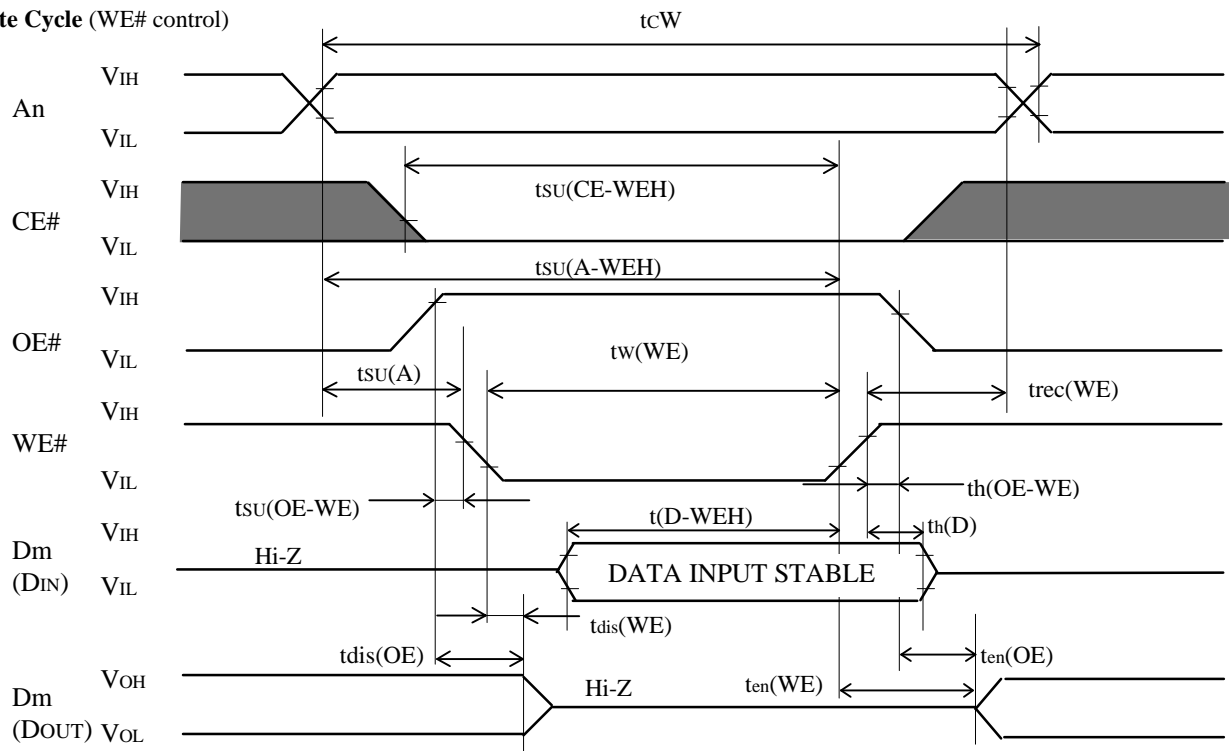 te Cycle (WE# control)
tCW
VIH
An
VIL
VIH
tSU(CE-WEH)
CE#
VIL
tSU(A-WEH)
VIH
OE#
tW(WE)
VIL
tSU(A)
trec(WE)
VIH
WE#
VIL
tSU(OE-WE)
th(OE-WE)
VIH
t(D-WEH)
th(D)
Dm
Hi-Z
(DIN)
VIL
DATA INPUT STABLE
tdis(WE)
tdis(OE)
ten(OE)
VOH
Hi-Z
ten(WE)
Dm
(DOUT)
VOL